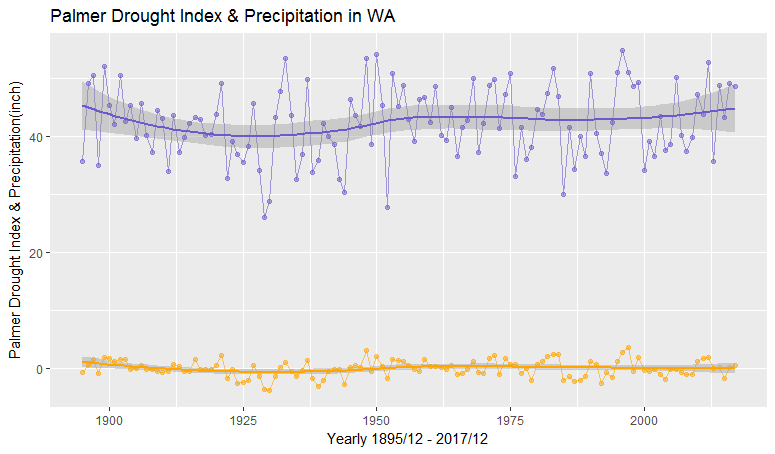 Palmer Drought Index & Precipitation in WA
Palmer Drought Index & Precipitation(inch)
40
20
0
1900
1925
1950
1975
2000
Yearly 1895/12 - 2017/12